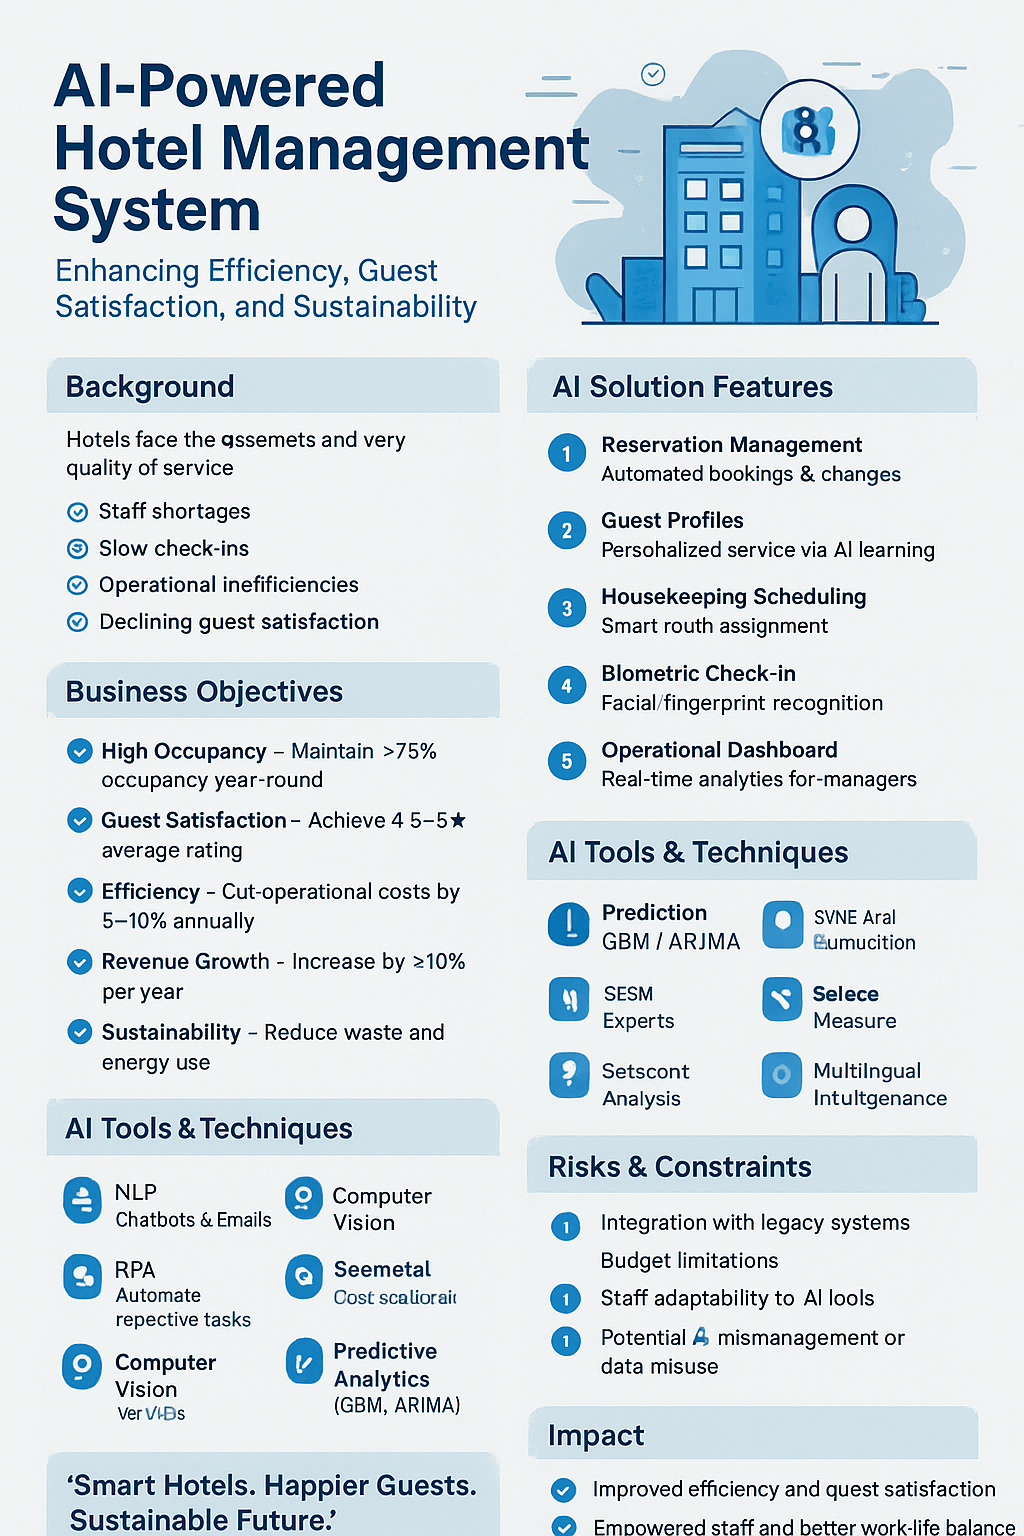 AI-Powered
Hotel Management
System
Enhancing Efficiency, Guest
Satisfaction, and Sustainability
Background
Hotels face the qssemets and very
quality of service
Staff shortages
Slow check-ins
Operational inefificiencies
Declining guest satisfaction
Business Objectives
High Occupancy – Maintain >75%
occupancy year-round
Guest Satisfaction – Achieve 4 5–5★
average rating
Efficiency – Cut-operational costs by
5–10% annually
Revenue Growth - Increase by ≥10%
per year
Sustainability – Reduce waste and
energy use
AI Tools & Techniques
NLP
Chatbots & Emails
Computer
Vision
RPA
Automate
repective tasks
Seemetal
Cost
Computer
Vision
Ver
Predictive
Analytics
(GBM, ARIMA)
‘Smart Hotels. Happier Guests.
Sustainable Future.’
AI Solution Features
1 Reservation Management
Automated bookings & changes
2 Guest Profiles
Persohalized service via Al learning
3 Housekeeping Scheduling
Smart routh assignment
4 Blometric Check-in
Facial/fingerprint recognition
5 Operational Dashboard
Real-time analyties for-managers
AI Tools & Techniques
Prediction
GBM / ARJMA
SVNE Aral
SESM
Experts
Selece
Measure
Setscont
Analysis
Multilngual
Intultgenance
Risks & Constraints
1 Integration with legacy systems
Budget limitations
1 Staff adaptability to Al lools
1 Potential mismanagement or
data misuse
Impact
Improved efficiency and quest satisfaction
Empowered staff and better work-life balance